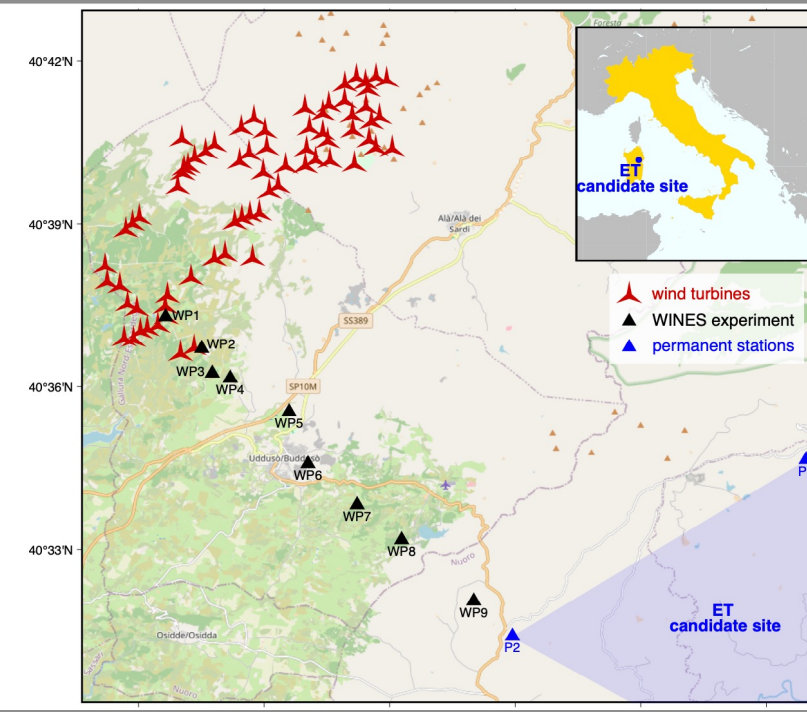 Foresta
40°42'N
ET
candidate site
40°39'N
Alà/Alà dei
Sardi
wind turbines
WP1
SS389
WINES experiment
WP2
permanent stations
WP3
WP4
40°36'N
SP10M
WP5
Uddusò/Buddusò
WP6
P
WP7
40°33'N
WP8
Nuoro
WP9
ET
candidate site
Osidde/Osidda
P2
Sassari
Nuoro